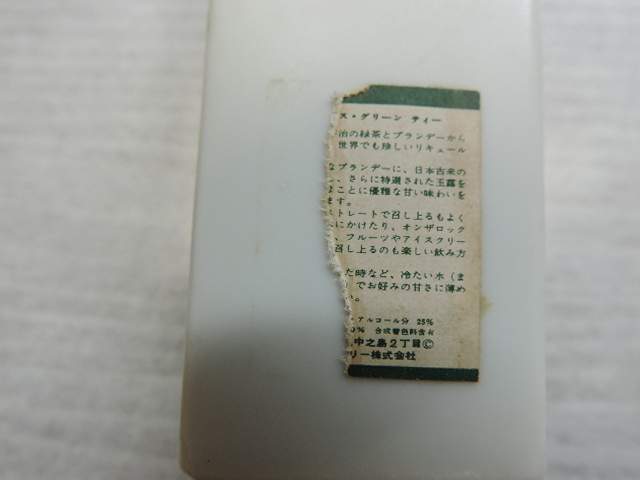 ス・グリーン ティー
治の緑茶とブランデーから
世界でも珍しいリキュール
なブランデーに、日本古来の
、さらに特選された玉露を
まことに優雅な甘い味わいを
ます。
ストレートで召し上るもよく
にかけたり、オンザロック
、フルーツやアイスクリー
召し上るのも楽しい飲み方
た時など、冷たい水（ま
でお好みの甘さに薄め
い。
アルコール分 25%
0% 合成着色料含有
中之島2丁目Ⓒ
リー株式会社